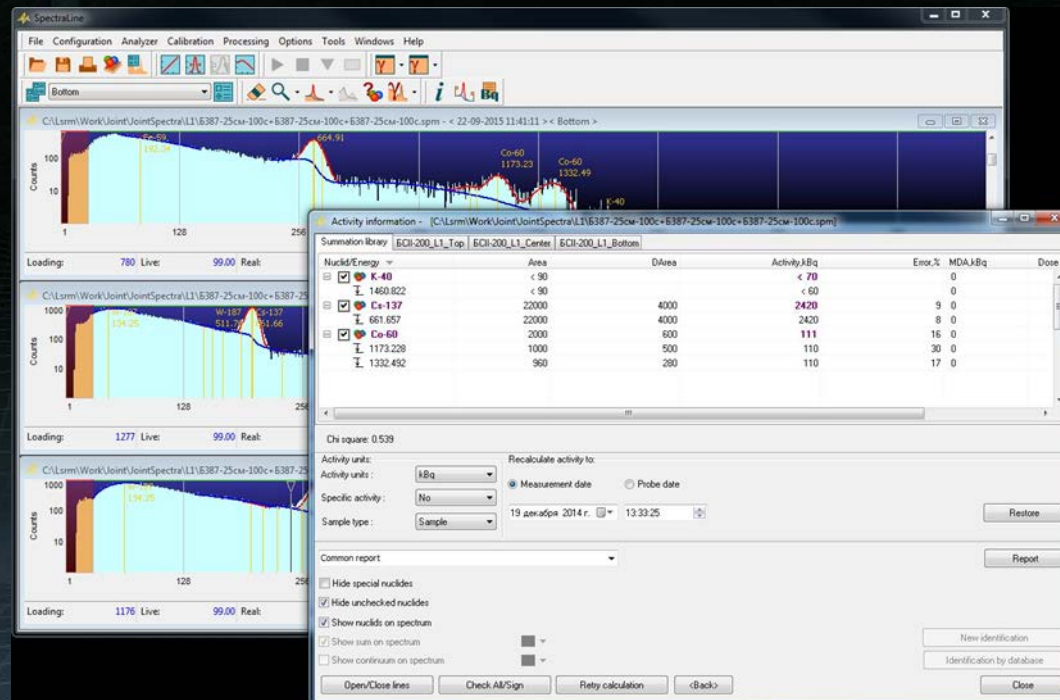 SpectraLine
File Configuration Analyzer Calibration Processing Options Tools Windows Help
Bottom
Bq
C:\Lsrm\Work\Joint\JointSpectra\L1\Б387-25см-100с+Б387-25см-100с+Б387-25см-100с.spm - < 22-09-2015 11:41:11 > < Bottom >
Counts
100
10
664.91
Co-60
1173.23
Co-60
1332.49
K-40
1 128 256
Loading: 780 Live: 99.00 Real:
C:\Lsrm\Work\Joint\JointSpectra\L1\Б387-25см-100с+Б387-25
Counts
1000
100
10
W-187
134.25
W-187
511.7
Cs-137
661.66
1 128 256
Loading: 1277 Live: 99.00 Real:
C:\Lsrm\Work\Joint\JointSpectra\L1\Б387-25см-100с+Б387-25
Counts
1000
100
10
134.25
1 128 256
Loading: 1176 Live: 99.00 Real:
Activity information - [C:\Lsrm\Work\Joint\JointSpectra\L1\Б387-25см-100с+Б387-25см-100с+Б387-25см-100с.spm]
Summation library БСП-200_L1_Top БСП-200_L1_Center БСП-200_L1_Bottom
Nuclid/Energy Area DArea Activity,kBq Error,% MDA,kBq Dose
K-40 < 90 < 70 0
1460.822 < 90 < 60 0
Cs-137 22000 4000 2420 9 0
661.657 22000 4000 2420 8 0
Co-60 2000 600 111 16 0
1173.228 1000 500 110 30 0
1332.492 960 280 110 17 0
Chi square: 0.539
Activity units: Recalculate activity to:
Activity units : kBq Measurement date Probe date
Specific activity : No
19 декабря 2014 г. 13:33:25 Restore
Sample type : Sample
Common report Report
Hide special nuclides
Hide unchecked nuclides
Show nuclids on spectrum
Show sum on spectrum New identification
Show continuum on spectrum Identification by database
Open/Close lines Check All/Sign Retry calculation <Back> Close